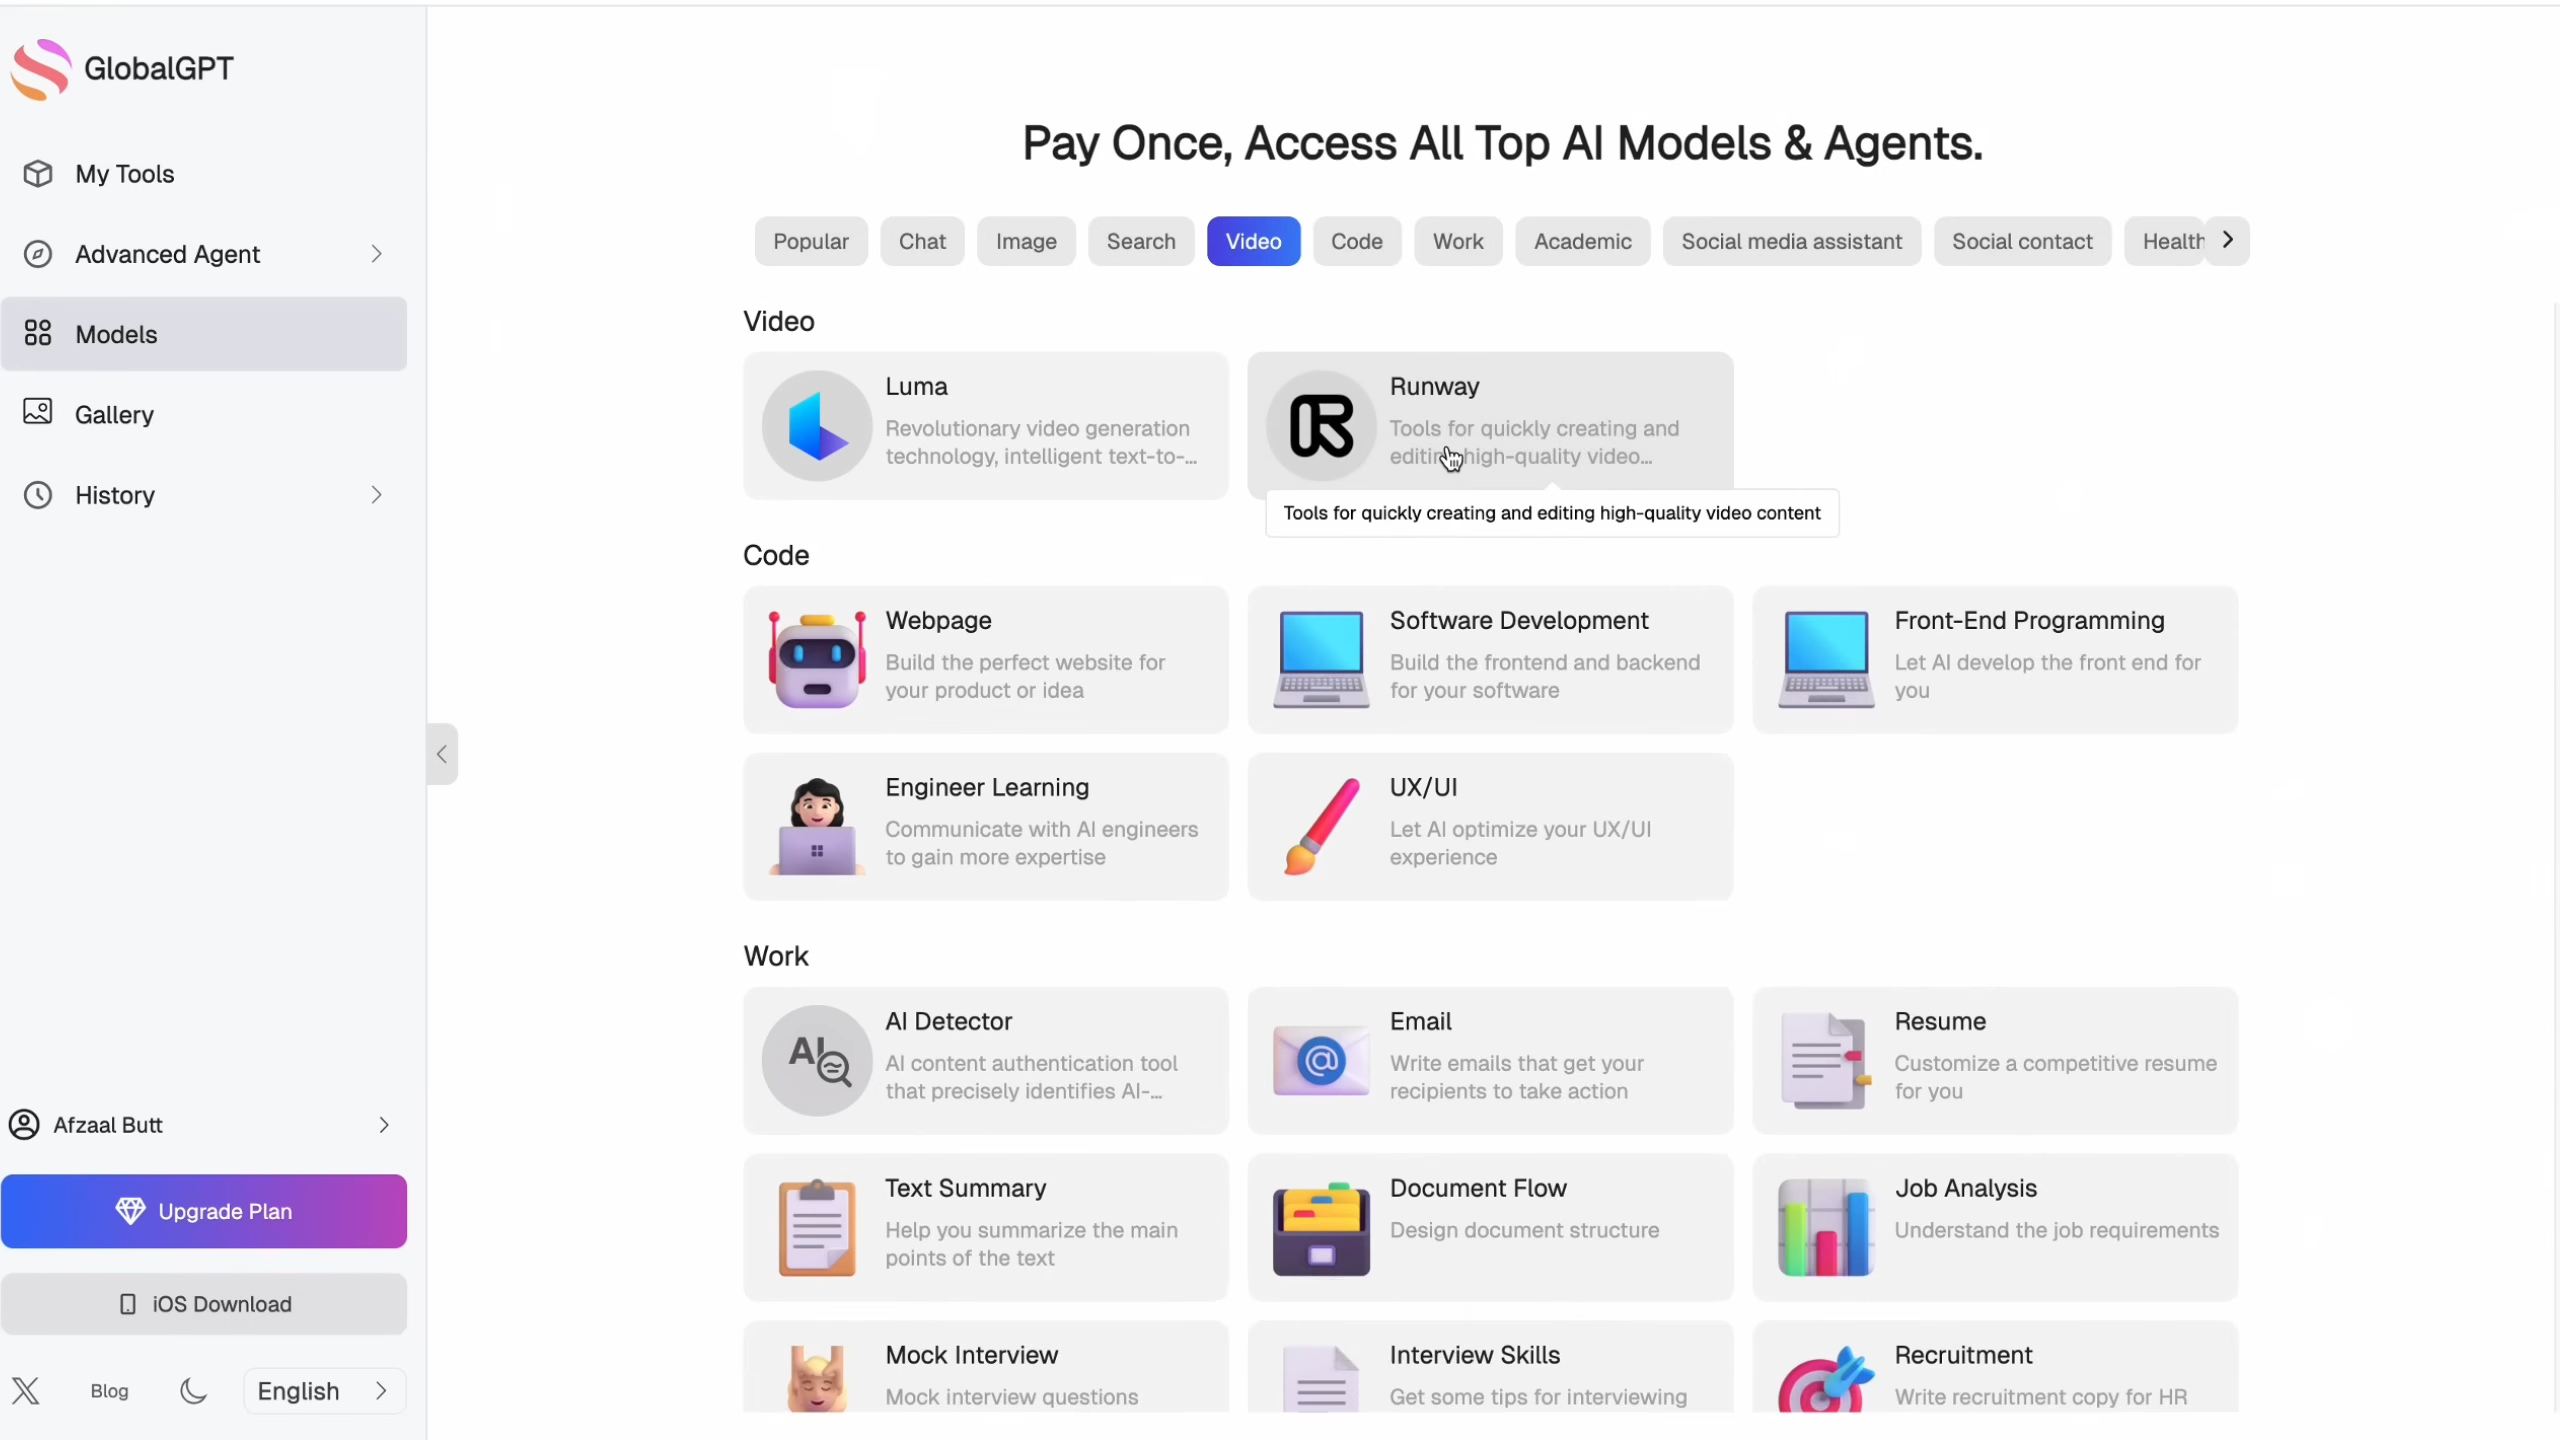 GlobalGPT
My Tools
Advanced Agent
Models
Gallery
History
Afzaal Butt
Upgrade Plan
iOS Download
Blog
English
Pay Once, Access All Top AI Models & Agents.
Popular
Chat
Image
Search
Video
Code
Work
Academic
Social media assistant
Social contact
Health
Video
Luma
Revolutionary video generation
technology, intelligent text-to-...
Runway
Tools for quickly creating and
editin high-quality video...
Tools for quickly creating and editing high-quality video content
Code
Webpage
Build the perfect website for
your product or idea
Software Development
Build the frontend and backend
for your software
Front-End Programming
Let AI develop the front end for
you
Engineer Learning
Communicate with AI engineers
to gain more expertise
UX/UI
Let AI optimize your UX/UI
experience
Work
AI
AI Detector
AI content authentication tool
that precisely identifies AI-...
@
Email
Write emails that get your
recipients to take action
Resume
Customize a competitive resume
for you
Text Summary
Help you summarize the main
points of the text
Document Flow
Design document structure
Job Analysis
Understand the job requirements
Mock Interview
Mock interview questions
Interview Skills
Get some tips for interviewing
Recruitment
Write recruitment copy for HR